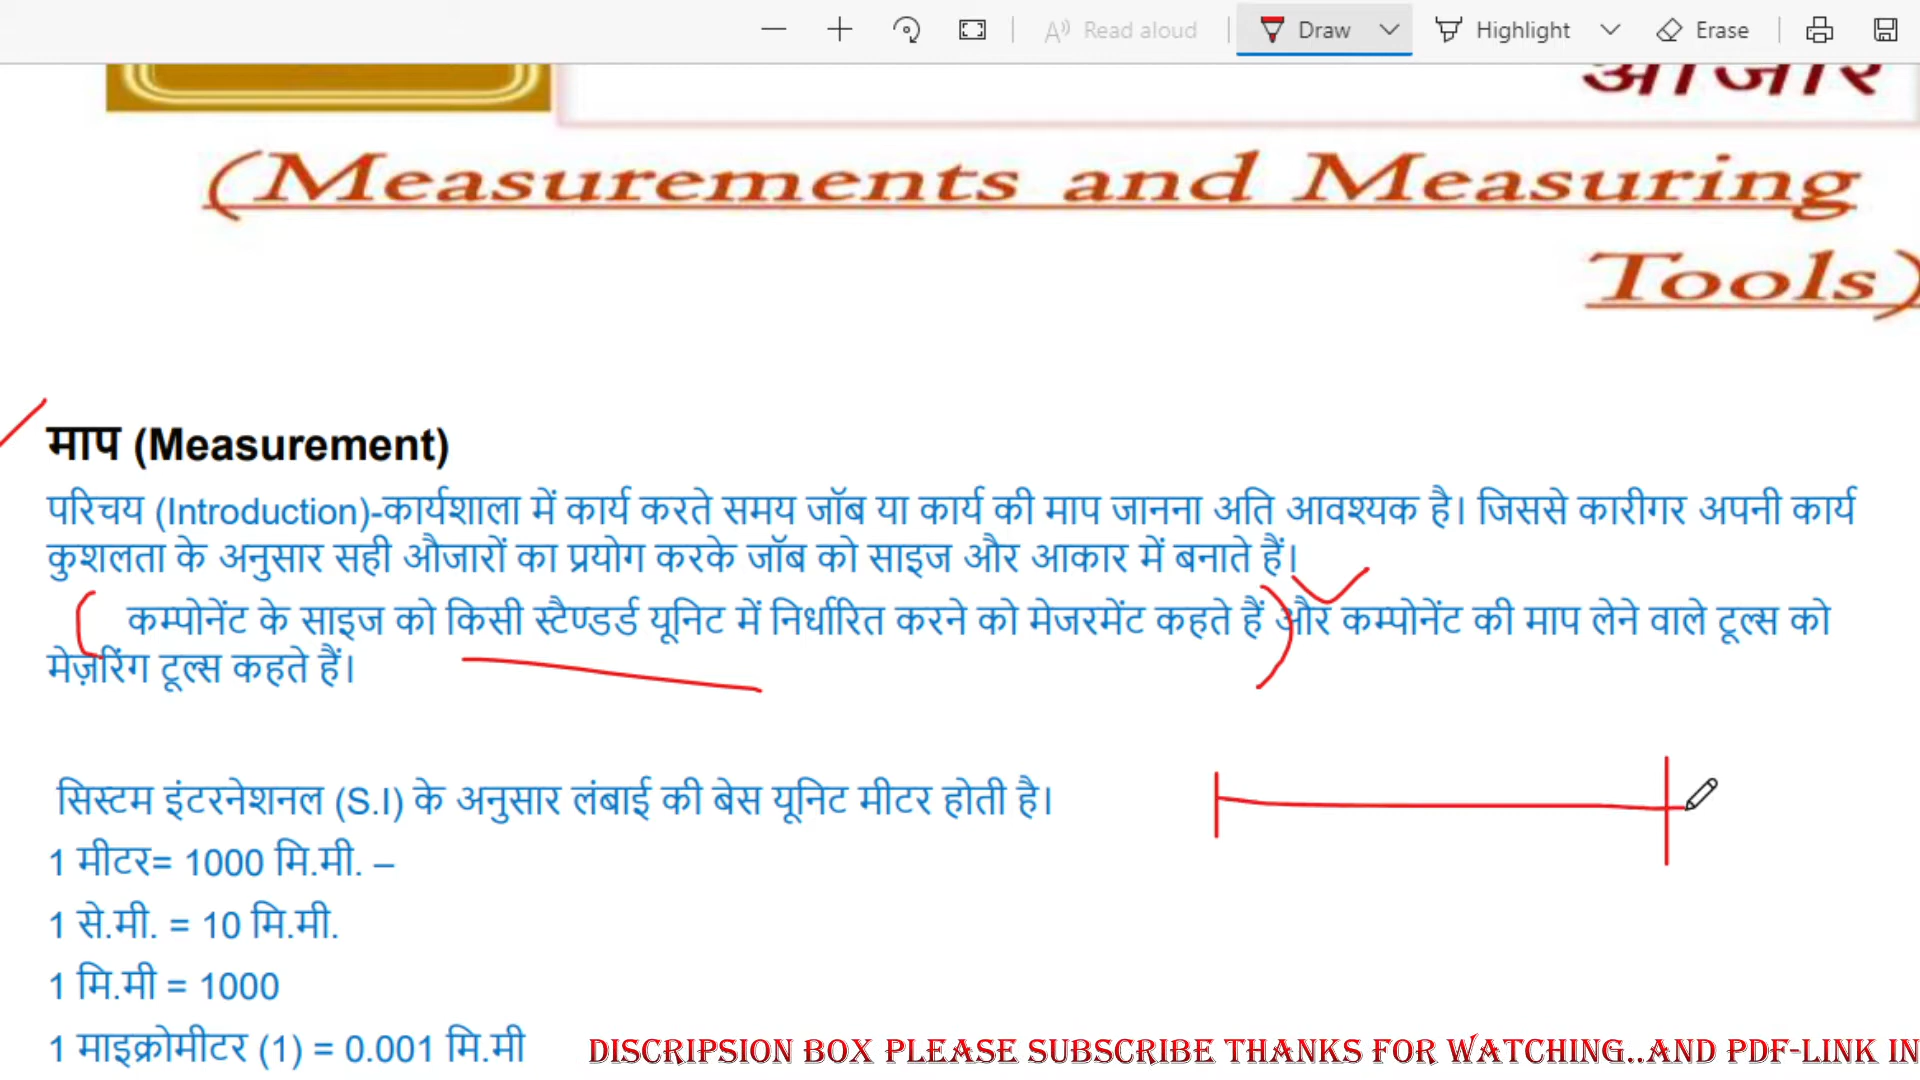 Read aloud Draw Highlight Erase
औजार
(Measurements and Measuring
Tools)
माप (Measurement)
परिचय (Introduction)-कार्यशाला में कार्य करते समय जॉब या कार्य की माप जानना अति आवश्यक है। जिससे कारीगर अपनी कार्य
कुशलता के अनुसार सही औजारों का प्रयोग करके जॉब को साइज और आकार में बनाते हैं।
कम्पोनेंट के साइज को किसी स्टैण्डर्ड यूनिट में निर्धारित करने को मेजरमेंट कहते हैं और कम्पोनेंट की माप लेने वाले टूल्स को
मेज़रिंग टूल्स कहते हैं।
सिस्टम इंटरनेशनल (S.I) के अनुसार लंबाई की बेस यूनिट मीटर होती है।
1 मीटर= 1000 मि.मी. –
1 से.मी. = 10 मि.मी.
1 मि.मी = 1000
1 माइक्रोमीटर (1) = 0.001 मि.मी
DISCRIPSION BOX PLEASE SUBSCRIBE THANKS FOR WATCHING..AND PDF-LINK IN